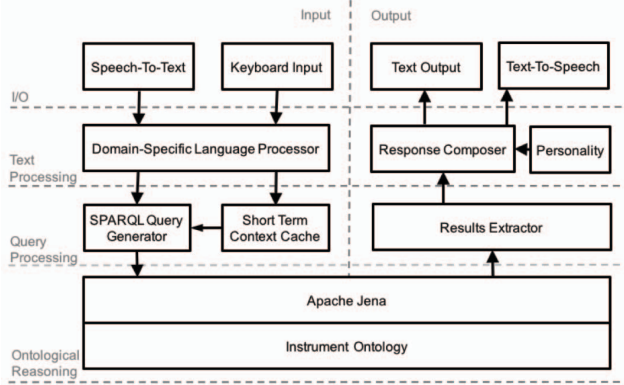 Input
Output
Speech-To-Text
Keyboard Input
Text Output
Text-To-Speech
I/O
Domain-Specific Language Processor
Response Composer
Personality
Text
Processing
SPARQL Query
Generator
Short Term
Context Cache
Results Extractor
Query
Processing
Apache Jena
Instrument Ontology
Ontological
Reasoning